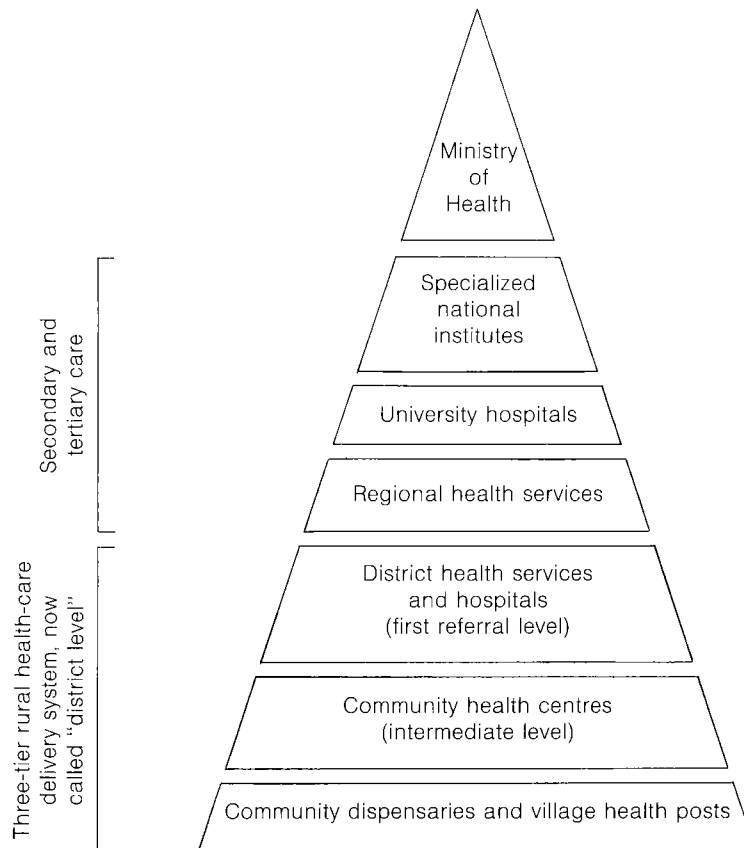 Ministry
of
Health
Specialized
national
institutes
University hospitals
Regional health services
District health services
and hospitals
(first referral level)
Community health centres
(intermediate level)
Community dispensaries and village health posts
Secondary and
tertiary care
Three-tier rural health-care
delivery system, now
called “district level”